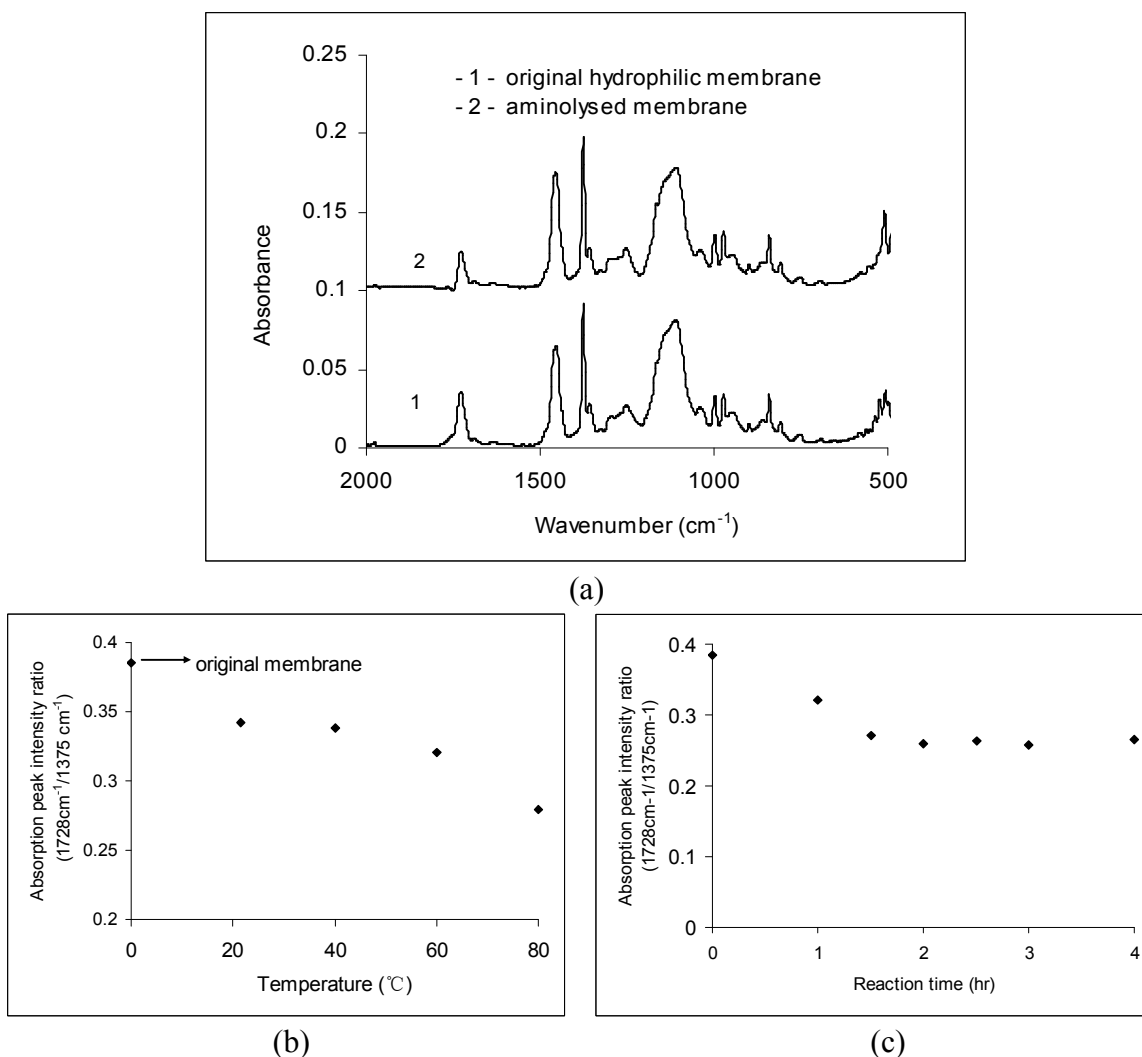 0.25
- 1 - original hydrophilic membrane
- 2 - aminolysed membrane
0.2
0.15
2
0.1
0.05
1
0
2000 1500 1000 500
Absorbance
Wavenumber (cm⁻¹)
(a)
0.4
original membrane
0.35
0.3
0.25
0.2
0 20 40 60 80
Absorption peak intensity ratio
(1728cm⁻¹/1375 cm⁻¹)
Temperature (℃)
(b)
0.4
0.3
0.2
0.1
0
0 1 2 3 4
Absorption peak intensity ratio
(1728cm-1/1375cm-1)
Reaction time (hr)
(c)